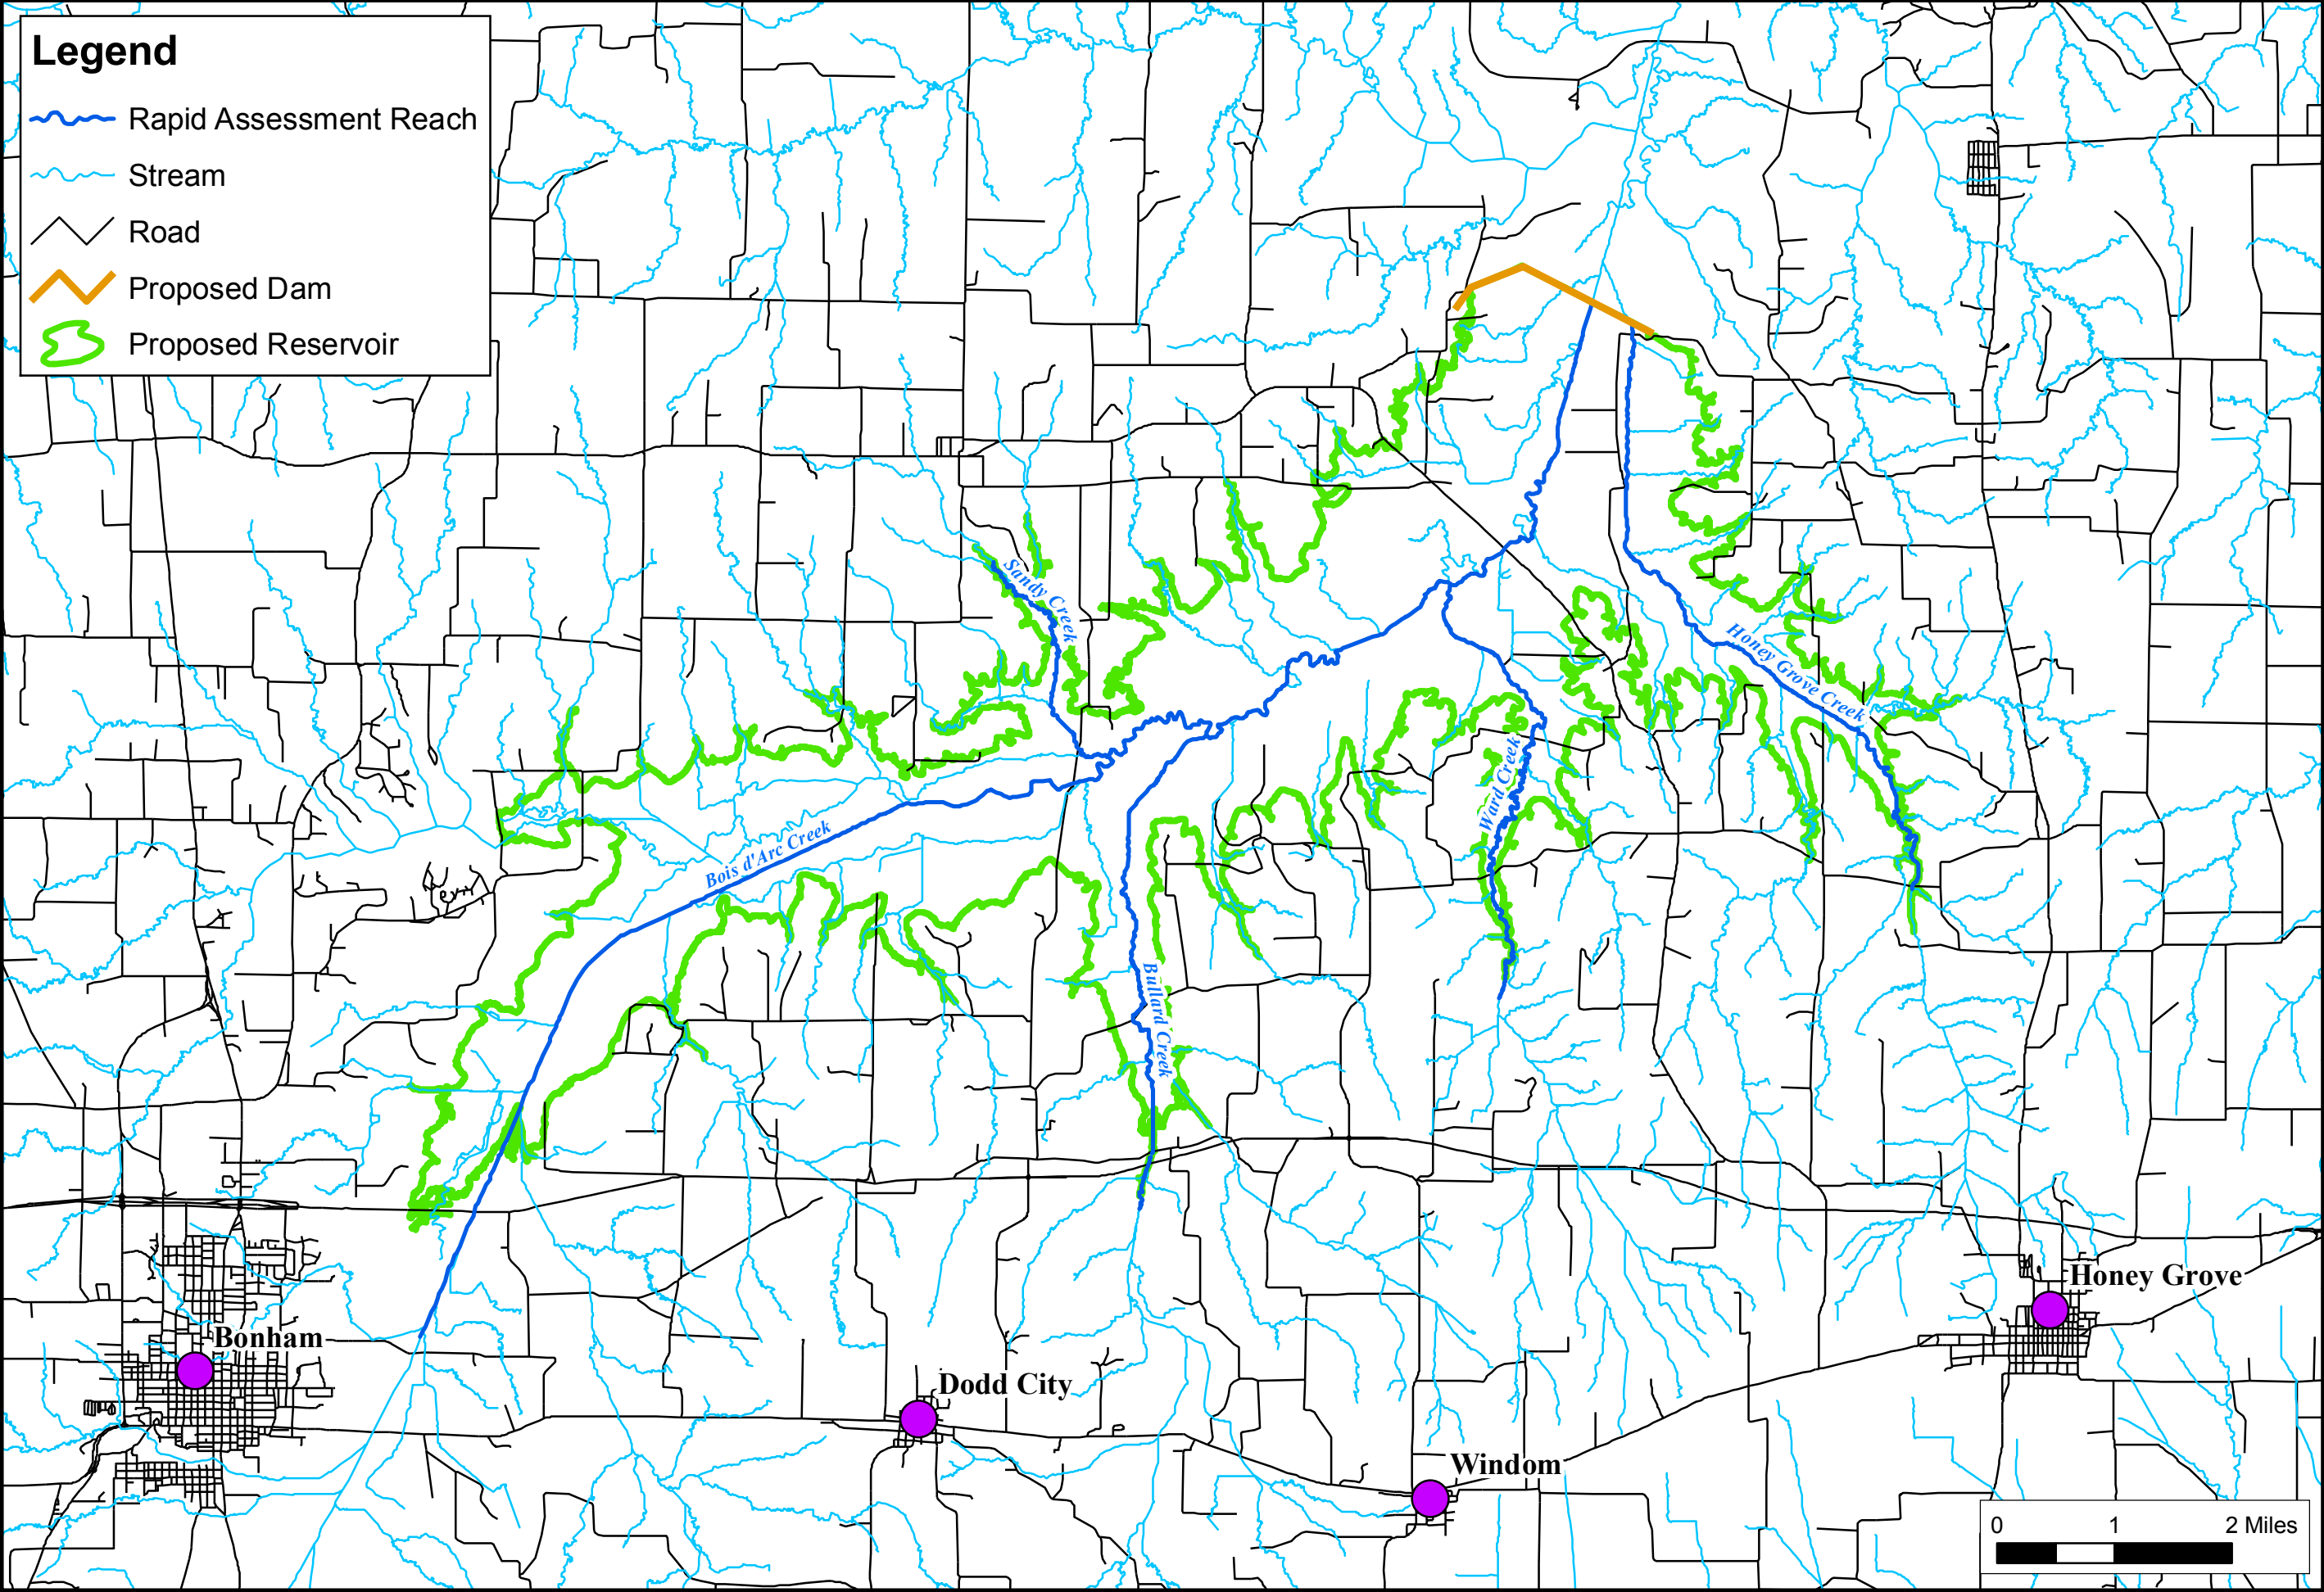 Legend
Rapid Assessment Reach
Stream
Road
Proposed Dam
Proposed Reservoir
Sandy Creek
Honey Grove Creek
Ward Creek
Bois d'Arc Creek
Bullard Creek
Honey Grove
Bonham
Dodd City
Windom
0 1 2 Miles